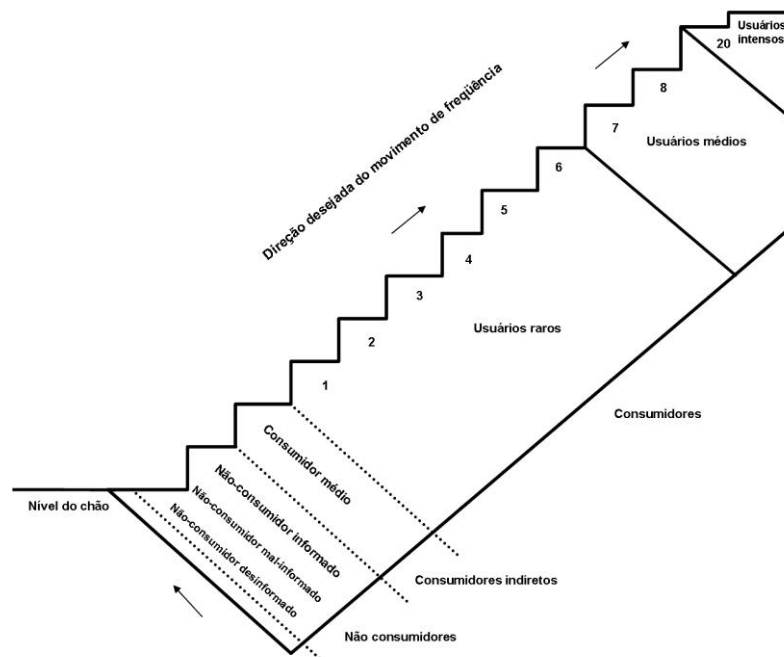 Usuários
intensos
20
8
7
Usuários médios
Direção desejada do movimento de freqüência
6
5
4
3
Usuários raros
2
1
Consumidores
Consumidor médio
Não-consumidor informado
Não-consumidor mal-informado
Não-consumidor desinformado
Nível do chão
Consumidores indiretos
Não consumidores